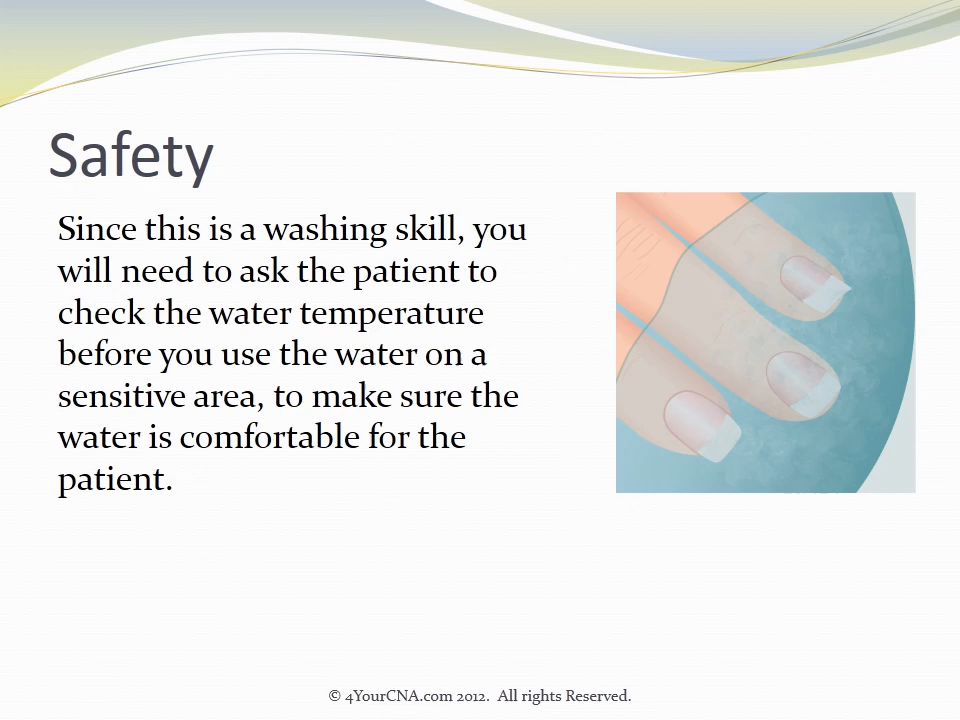 Safety
Since this is a washing skill, you
will need to ask the patient to
check the water temperature
before you use the water on a
sensitive area, to make sure the
water is comfortable for the
patient.
© 4YourCNA.com 2012.  All rights Reserved.